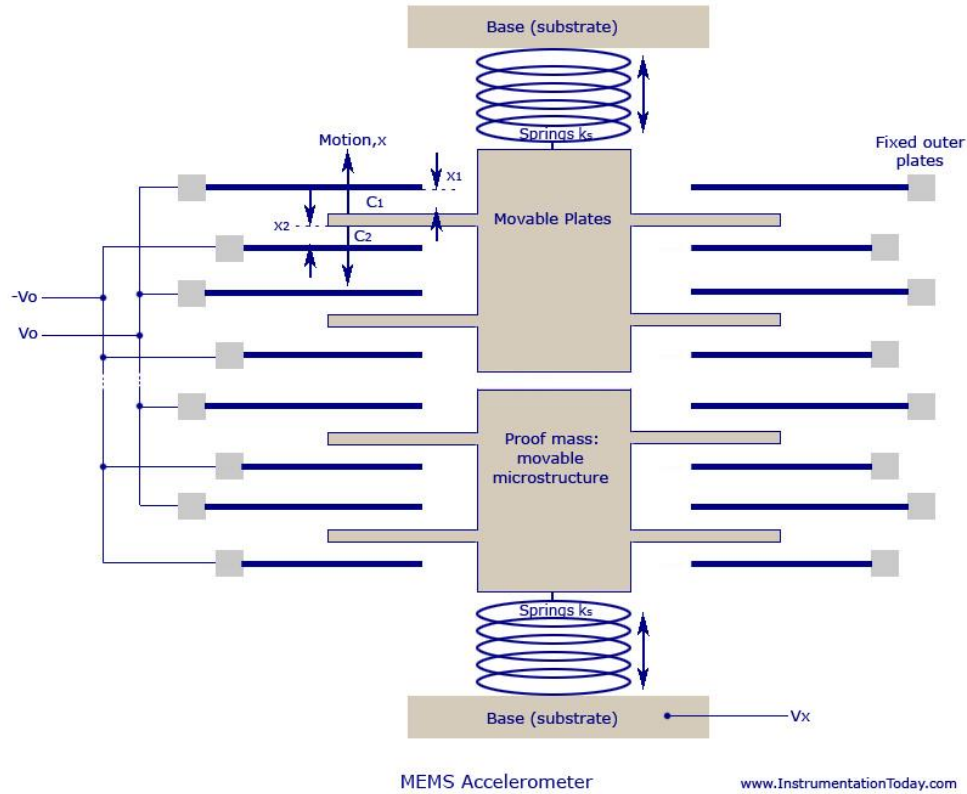 Base (substrate)
Springs ks
Motion,x
Fixed outer
plates
x1
C1
Movable Plates
x2
C2
-Vo
Vo
Proof mass:
movable
microstructure
Springs ks
Base (substrate)
Vx
MEMS Accelerometer
www.InstrumentationToday.com